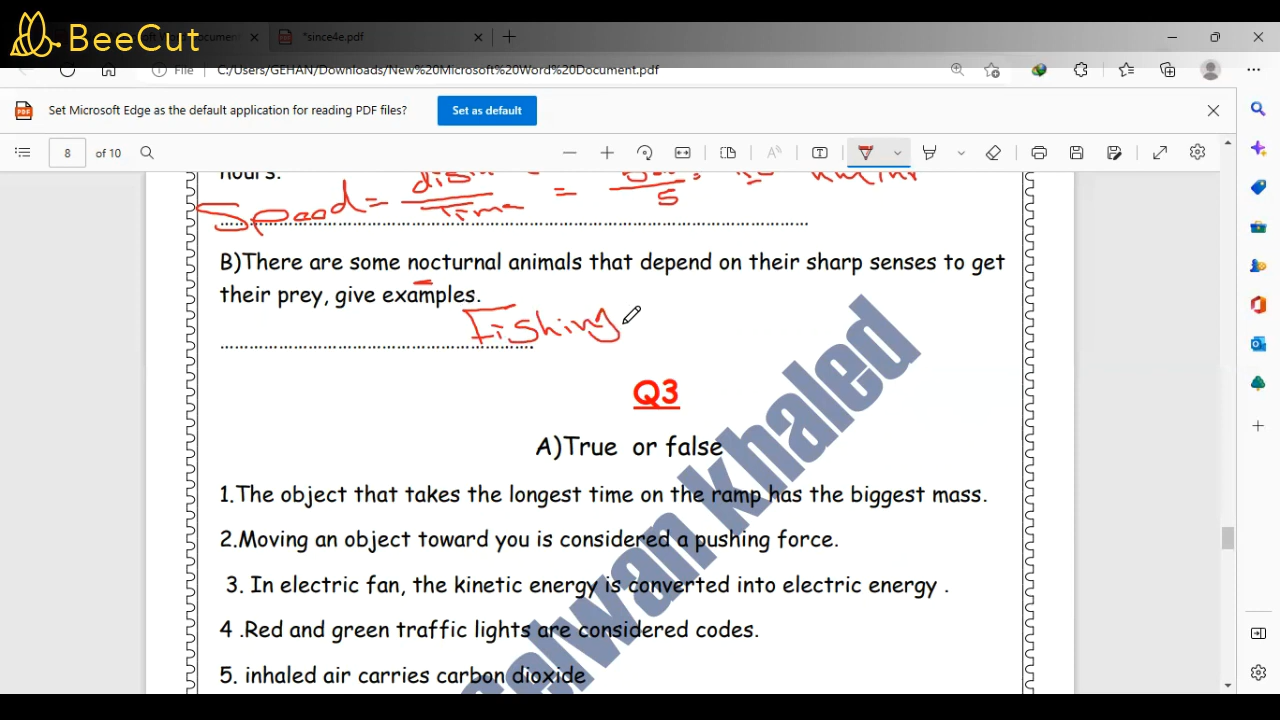 BeeCut
ocument
*since4e.pdf
File
C:/Users/GEHAN/Downloads/New%20Microsoft%20Word%20Document.pdf
Set Microsoft Edge as the default application for reading PDF files?
Set as default
8 of 10
hours.
Speed = = 5
Time
B)There are some nocturnal animals that depend on their sharp senses to get
their prey, give examples.
Fishing
Q3
A)True or false
1.The object that takes the longest time on the ramp has the biggest mass.
2.Moving an object toward you is considered a pushing force.
3. In electric fan, the kinetic energy is converted into electric energy .
4 .Red and green traffic lights are considered codes.
5. inhaled air carries carbon dioxide
Selwan khaled